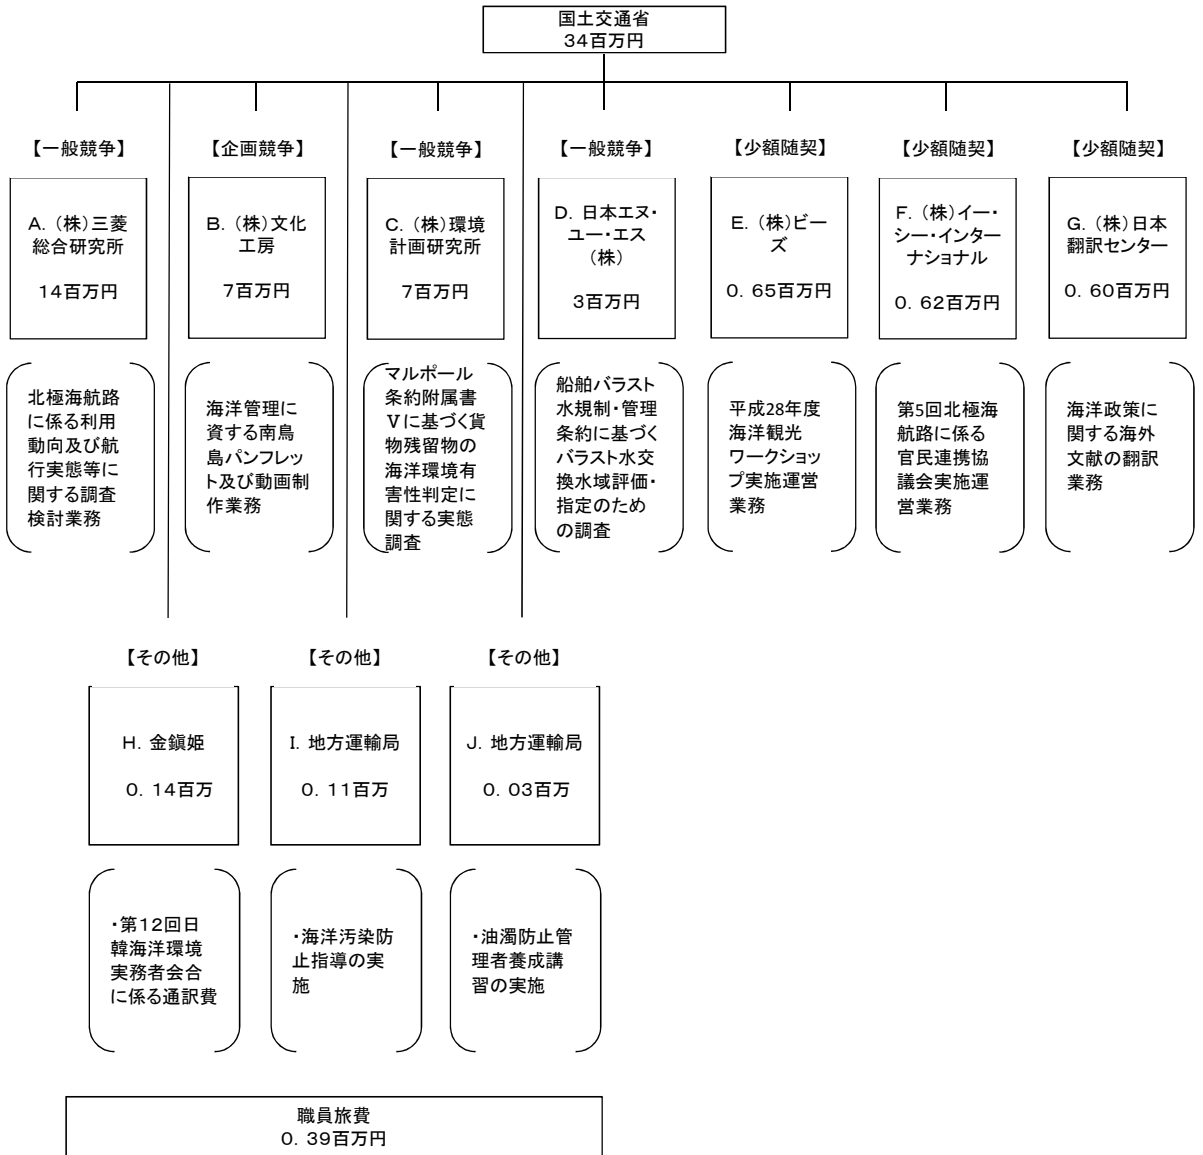 国土交通省
34百万円
【一般競争】
【企画競争】
【一般競争】
【一般競争】
【少額随契】
【少額随契】
【少額随契】
A.（株）三菱
総合研究所
14百万円
B.（株）文化
工房
7百万円
C.（株）環境
計画研究所
7百万円
D. 日本エヌ・
ユー・エス
（株）
3百万円
E.（株）ビー
ズ
0. 65百万円
F.（株）イー・
シー・インター
ナショナル
0. 62百万円
G.（株）日本
翻訳センター
0. 60百万円
北極海航路
に係る利用
動向及び航
行実態等に
関する調査
検討業務
海洋管理に
資する南鳥
島パンフレッ
ト及び動画制
作業務
マルポール
条約附属書
Ⅴに基づく貨
物残留物の
海洋環境有
害性判定に
関する実態
調査
船舶バラスト
水規制・管理
条約に基づく
バラスト水交
換水域評価・
指定のため
の調査
平成28年度
海洋観光
ワークショッ
プ実施運営
業務
第5回北極海
航路に係る
官民連携協
議会実施運
営業務
海洋政策に
関する海外
文献の翻訳
業務
【その他】
【その他】
【その他】
H. 金鎭姫
0. 14百万
I. 地方運輸局
0. 11百万
J. 地方運輸局
0. 03百万
・第12回日
韓海洋環境
実務者会合
に係る通訳費
・海洋汚染防
止指導の実
施
・油濁防止管
理者養成講
習の実施
職員旅費
0. 39百万円